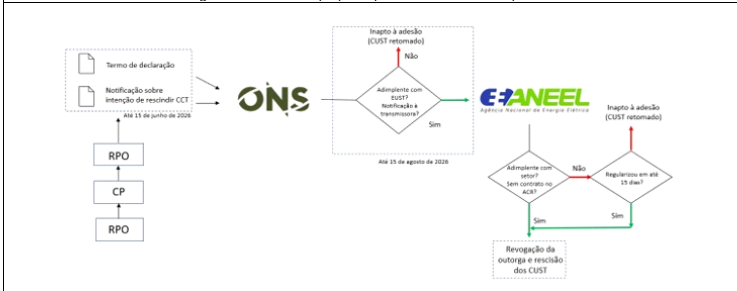 Termo de declaração
Notificação sobre
intenção de rescindir CCT
Até 15 de junho de 2026
RPO
CP
RPO
ONS
Inapto à adesão
(CUST retomado)
Não
Adimplente com
EUST?
Notificação à
transmissora?
Sim
Até 15 de agosto de 2026
ANEEL
Agência Nacional de Energia Elétrica
Adimplente com
setor?
Sem contrato no
ACR?
Não
Sim
Inapto à adesão
(CUST retomado)
Regularizou em até
15 dias?
Sim
Revogação da
outorga e rescisão
dos CUST